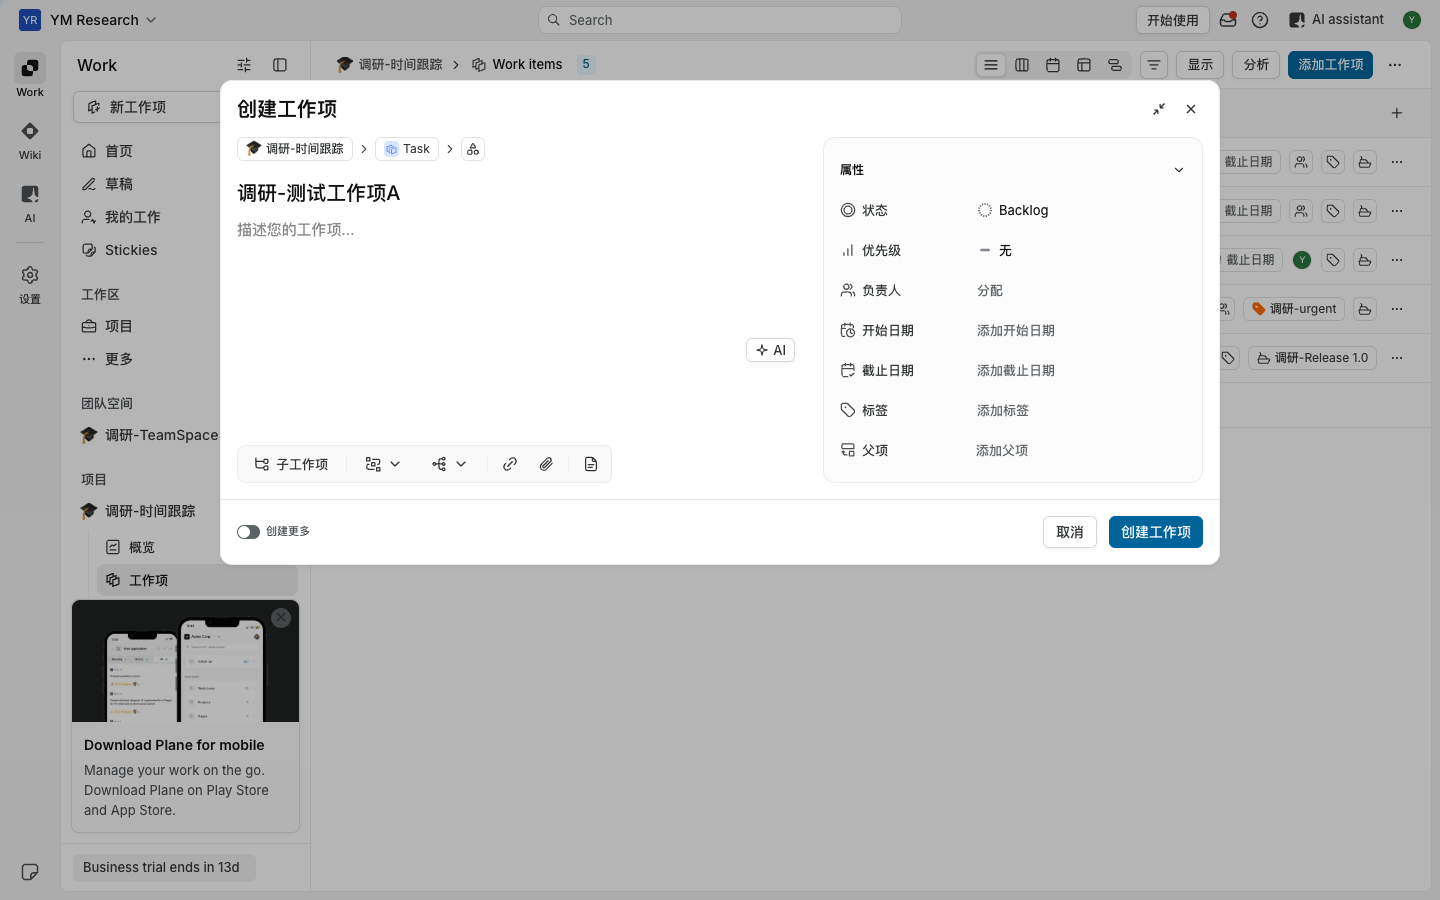 YR YM Research
Search
开始使用
AI assistant
Y
Work
Wiki
AI
设置
Work
新工作项
首页
草稿
我的工作
Stickies
工作区
项目
更多
团队空间
调研-TeamSpace
项目
调研-时间跟踪
概览
工作项
Download Plane for mobile
Manage your work on the go.
Download Plane on Play Store
and App Store.
Business trial ends in 13d
调研-时间跟踪 Work items 5
显示 分析 添加工作项
截止日期
截止日期
截止日期 Y
调研-urgent
调研-Release 1.0
创建工作项
调研-时间跟踪 Task
调研-测试工作项A
描述您的工作项...
AI
子工作项
属性
状态 Backlog
优先级 无
负责人 分配
开始日期 添加开始日期
截止日期 添加截止日期
标签 添加标签
父项 添加父项
创建更多
取消 创建工作项